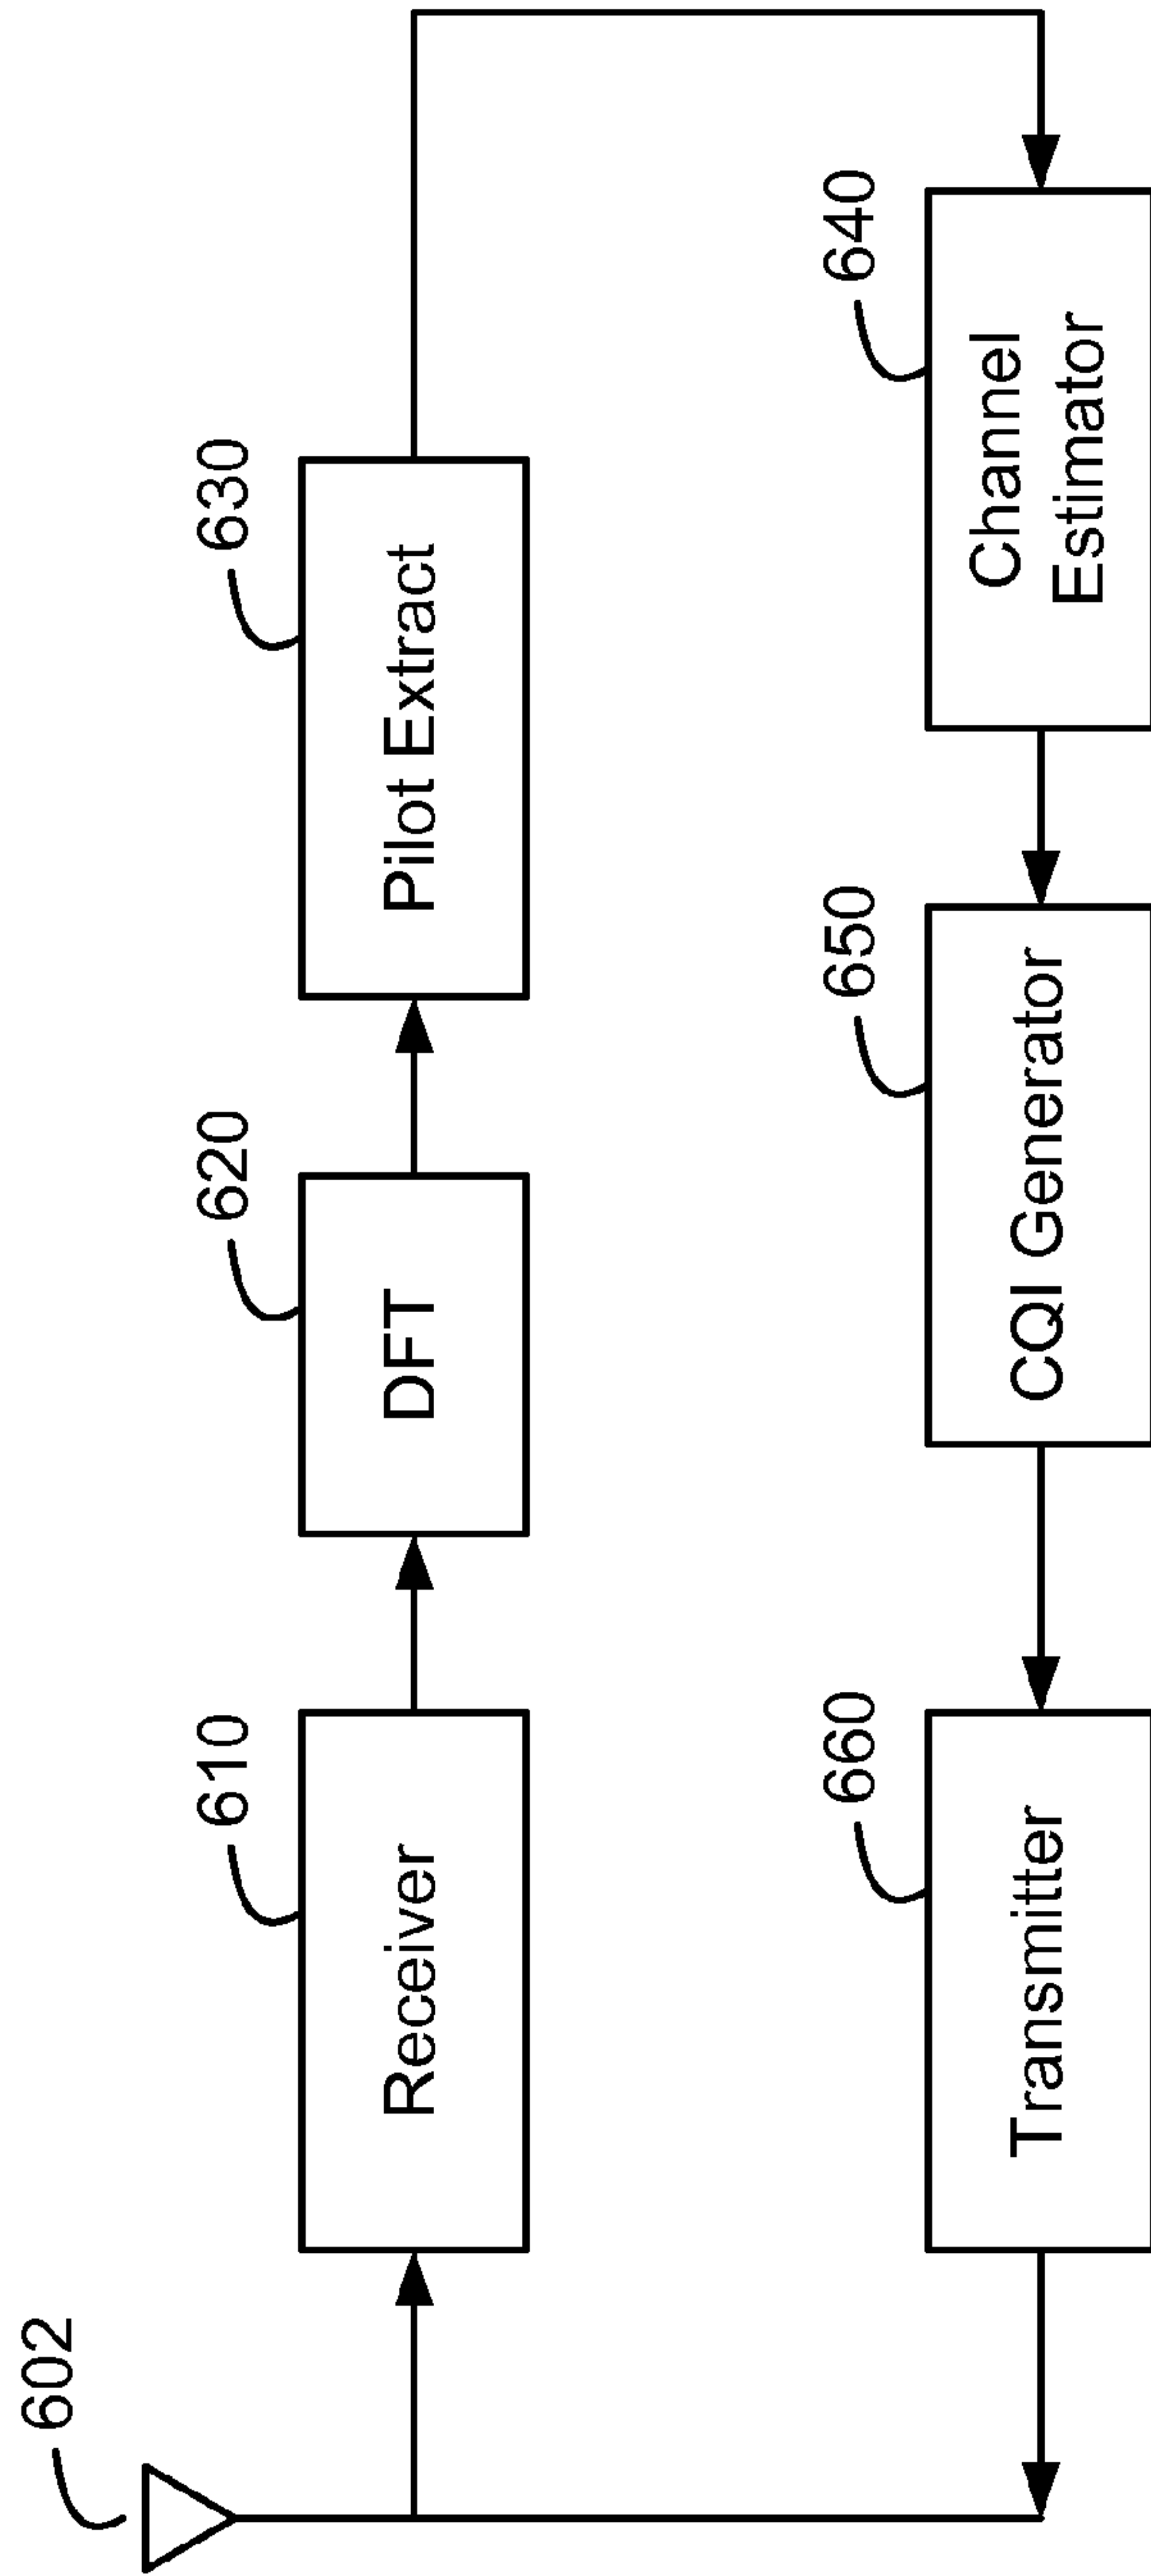 602
610
Receiver
620
DFT
630
Pilot Extract
640
Channel
Estimator
650
CQI Generator
660
Transmitter